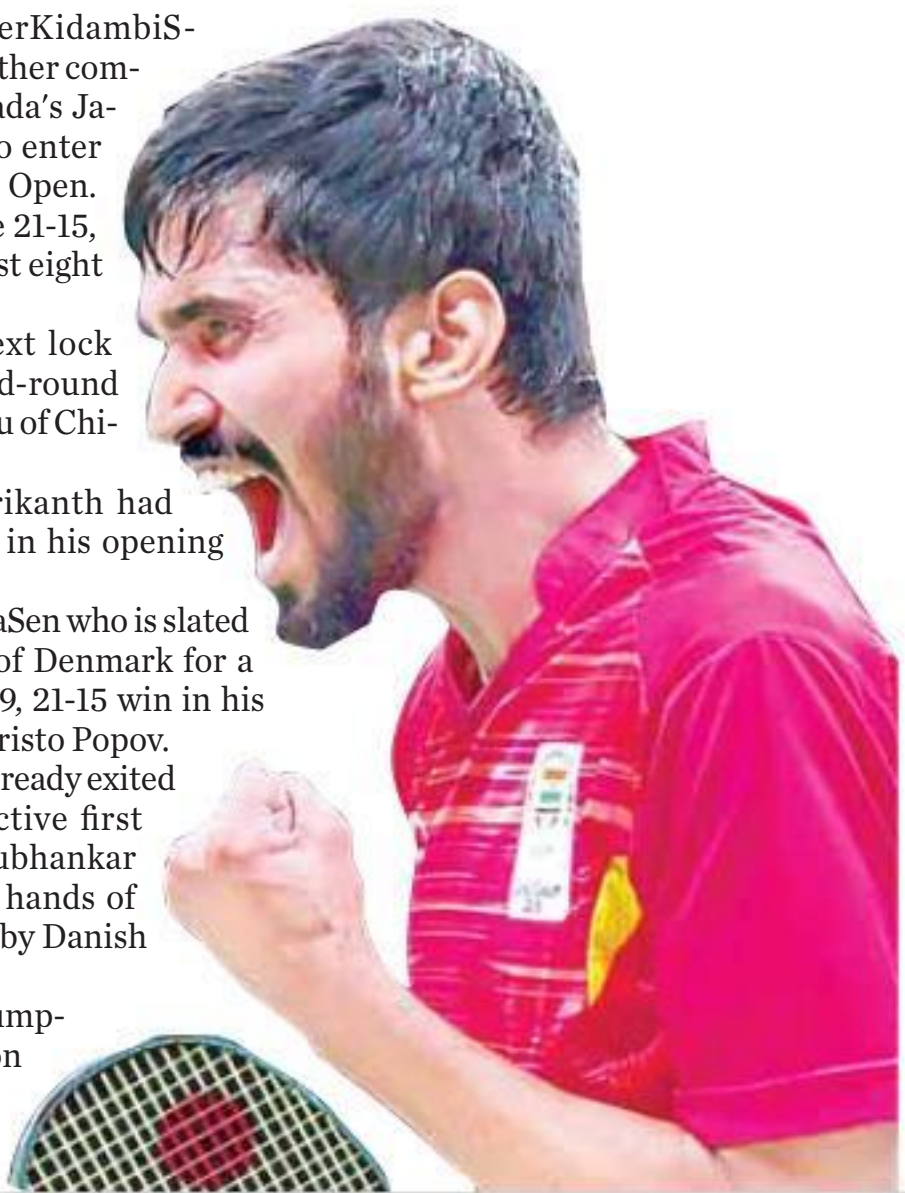 erKidambiS-
ther com-
ada's Ja-
o enter
Open.
e 21-15,
st eight
ext lock
d-round
u of Chi-
rikanth had
in his opening
aSen who is slated
of Denmark for a
9, 21-15 win in his
risto Popov.
ready exited
ctive first
ubhankar
hands of
by Danish
ump-
on